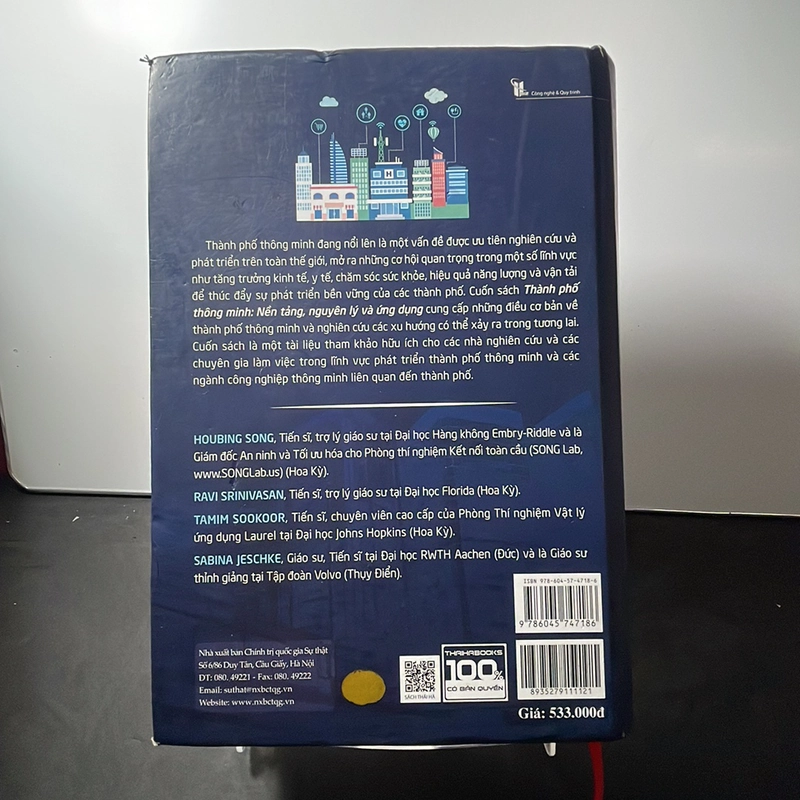 Công nghệ & Quy trình
H
Thành phố thông minh đang nổi lên là một vấn đề được ưu tiên nghiên cứu và
phát triển trên toàn thế giới, mở ra những cơ hội quan trọng trong một số lĩnh vực
như tăng trưởng kinh tế, y tế, chăm sóc sức khỏe, hiệu quả năng lượng và vận tải
để thúc đẩy sự phát triển bền vững của các thành phố. Cuốn sách Thành phố
thông minh: Nền tảng, nguyên lý và ứng dụng cung cấp những điều cơ bản về
thành phố thông minh và nghiên cứu các xu hướng có thể xảy ra trong tương lai.
Cuốn sách là một tài liệu tham khảo hữu ích cho các nhà nghiên cứu và các
chuyên gia làm việc trong lĩnh vực phát triển thành phố thông minh và các
ngành công nghiệp thông minh liên quan đến thành phố.
HOUBING SONG, Tiến sĩ, trợ lý giáo sư tại Đại học Hàng không Embry-Riddle và là
Giám đốc An ninh và Tối ưu hóa cho Phòng thí nghiệm Kết nối toàn cầu (SONG Lab,
www.SONGLab.us) (Hoa Kỳ).
RAVI SRINIVASAN, Tiến sĩ, trợ lý giáo sư tại Đại học Florida (Hoa Kỳ).
TAMIM SOOKOOR, Tiến sĩ, chuyên viên cao cấp của Phòng Thí nghiệm Vật lý
ứng dụng Laurel tại Đại học Johns Hopkins (Hoa Kỳ).
SABINA JESCHKE, Giáo sư, Tiến sĩ tại Đại học RWTH Aachen (Đức) và là Giáo sư
thỉnh giảng tại Tập đoàn Volvo (Thụy Điển).
ISBN 978-604-57-4718-6
9 786045 747186
Nhà xuất bản Chính trị quốc gia Sự thật
Số 6/86 Duy Tân, Cầu Giấy, Hà Nội
ĐT: 080. 49221 - Fax: 080. 49222
Email: suthat@nxbctqg.vn
Website: www.nxbctqg.vn
SÁCH THÁI HÀ
THAIHABOOKS
100%
CÓ BẢN QUYỀN
8935279111121
Giá: 533.000đ